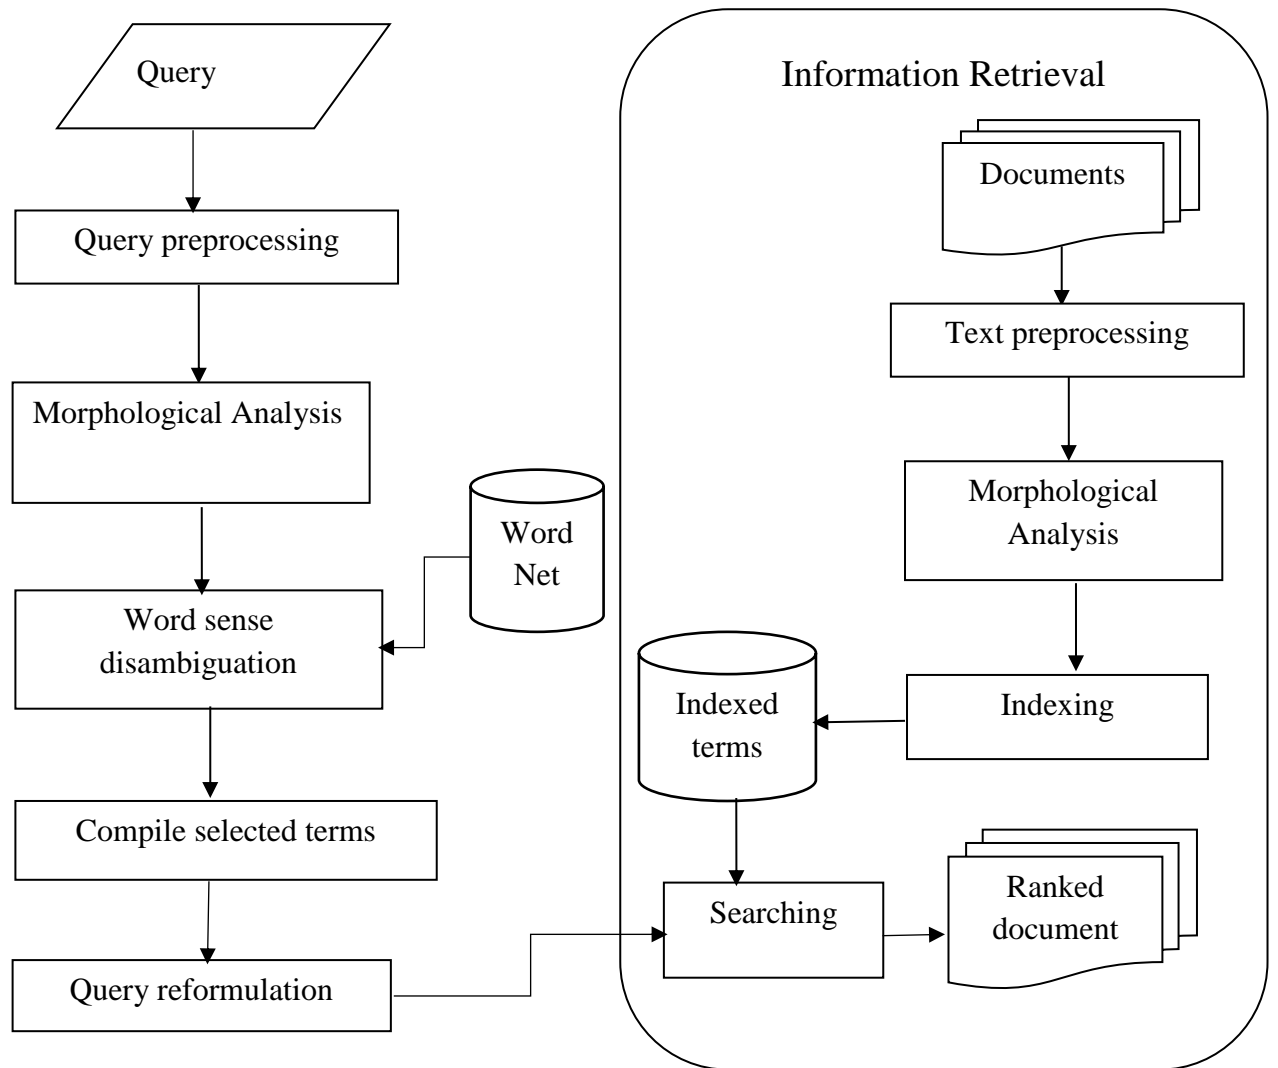 Query
Query preprocessing
Morphological Analysis
Word sense
disambiguation
Compile selected terms
Query reformulation
Word
Net
Information Retrieval
Documents
Text preprocessing
Morphological
Analysis
Indexing
Indexed
terms
Searching
Ranked
document